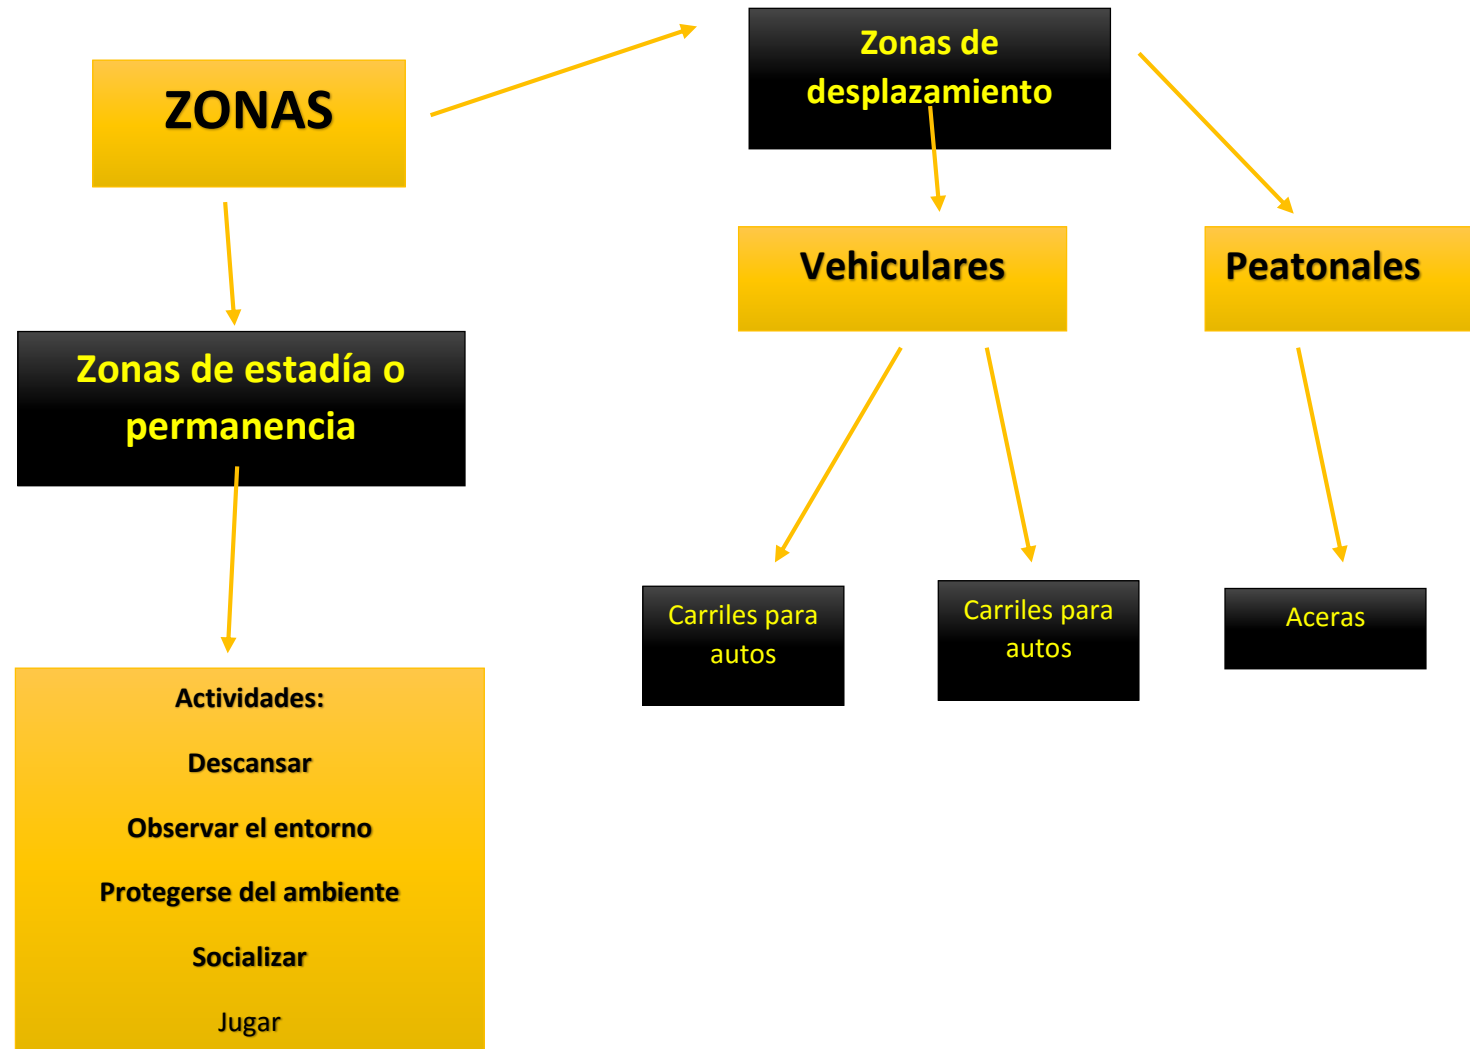 ZONAS
Zonas de
desplazamiento
Vehiculares
Peatonales
Zonas de estadía o
permanencia
Carriles para
autos
Carriles para
autos
Aceras
Actividades:
Descansar
Observar el entorno
Protegerse del ambiente
Socializar
Jugar